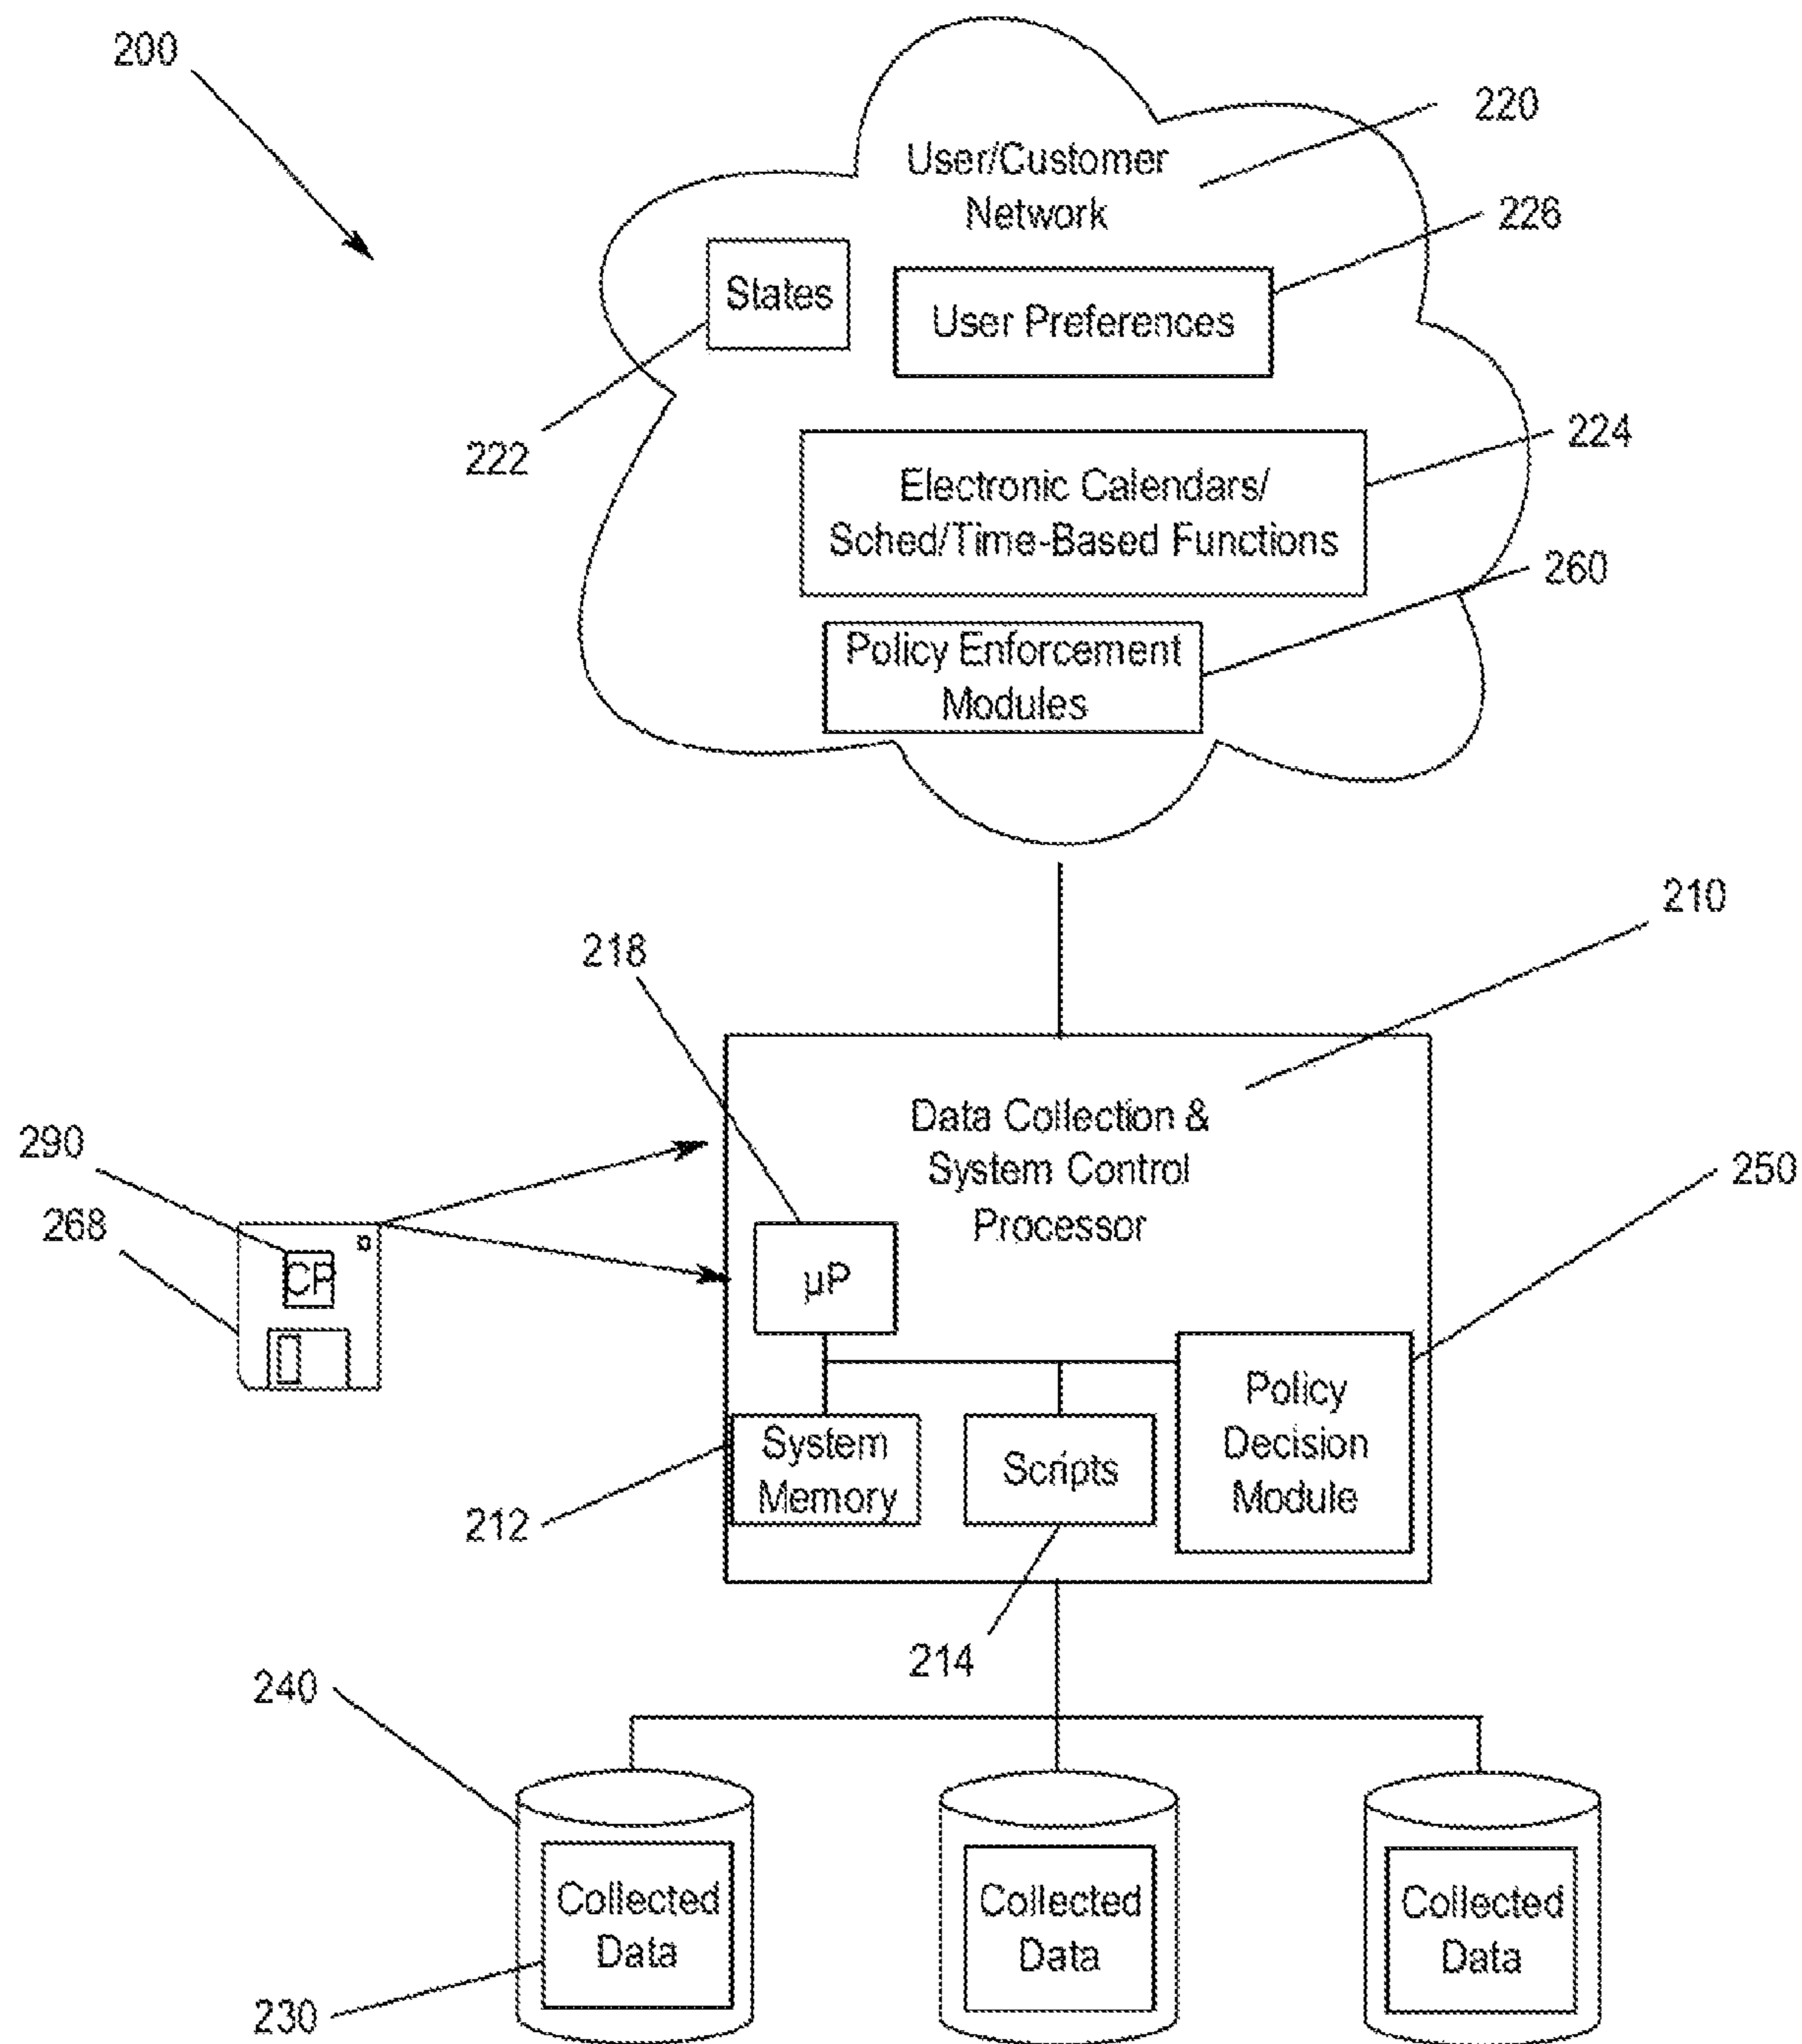 200
220
User/Customer
Network
226
States
User Preferences
222
224
Electronic Calendars/
Sched/Time-Based Functions
260
Policy Enforcement
Modules
210
218
Data Collection &
System Control
Processor
290
250
268
CP
µP
Policy
Decision
Module
System
Memory
Scripts
212
214
240
Collected
Data
Collected
Data
Collected
Data
230